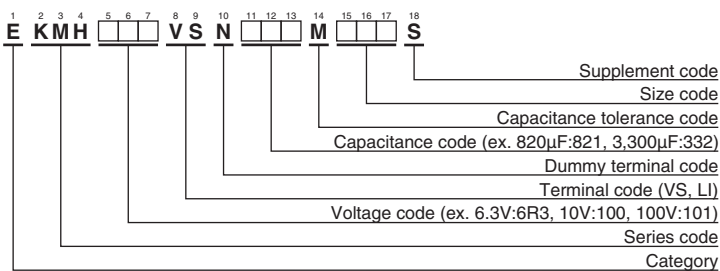 1 2 3 4 5 6 7 8 9 10 11 12 13 14 15 16 17 18
E KMH VS N M S
Supplement code
Size code
Capacitance tolerance code
Capacitance code (ex. 820μF:821, 3,300μF:332)
Dummy terminal code
Terminal code (VS, LI)
Voltage code (ex. 6.3V:6R3, 10V:100, 100V:101)
Series code
Category